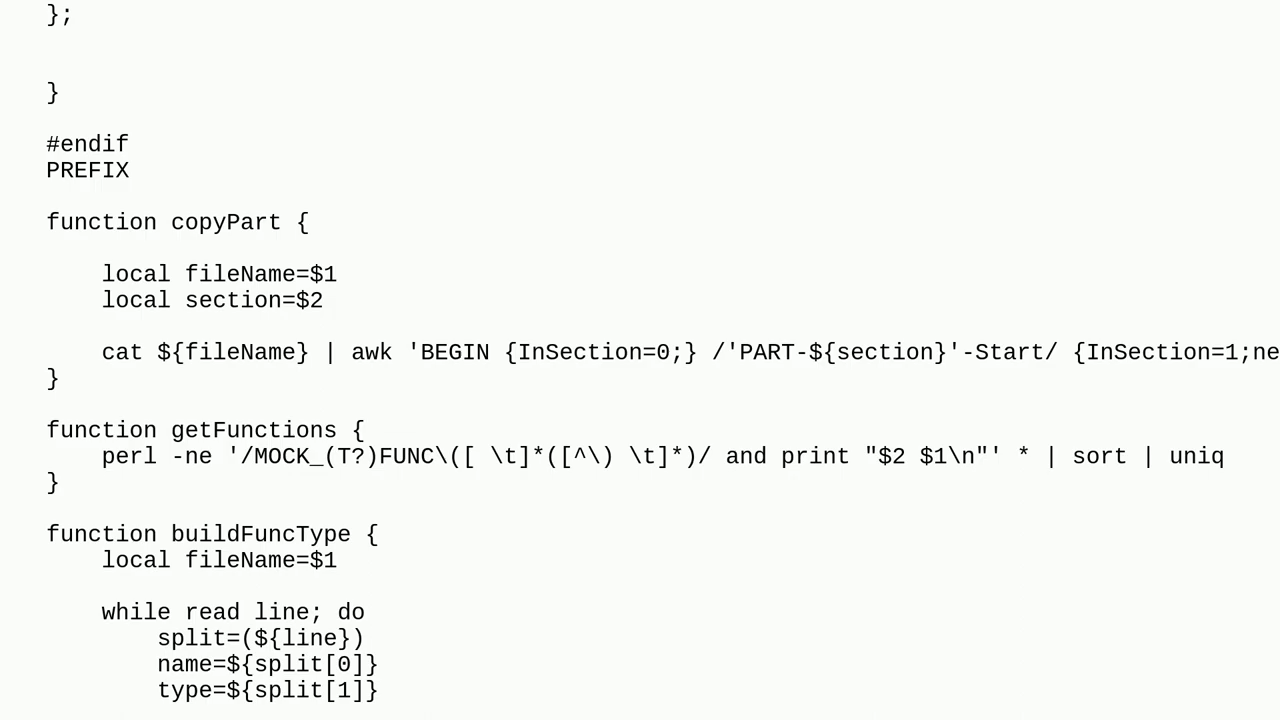 };
}
#endif
PREFIX
function copyPart {
local fileName=$1
local section=$2
cat ${fileName} | awk 'BEGIN {InSection=0;} /'PART-${section}'-Start/ {InSection=1;ne
}
function getFunctions {
perl -ne '/MOCK_(T?)FUNC\([ \t]*([^\) \t]*)/ and print "$2 $1\n"' * | sort | uniq
}
function buildFuncType {
local fileName=$1
while read line; do
split=(${line})
name=${split[0]}
type=${split[1]}